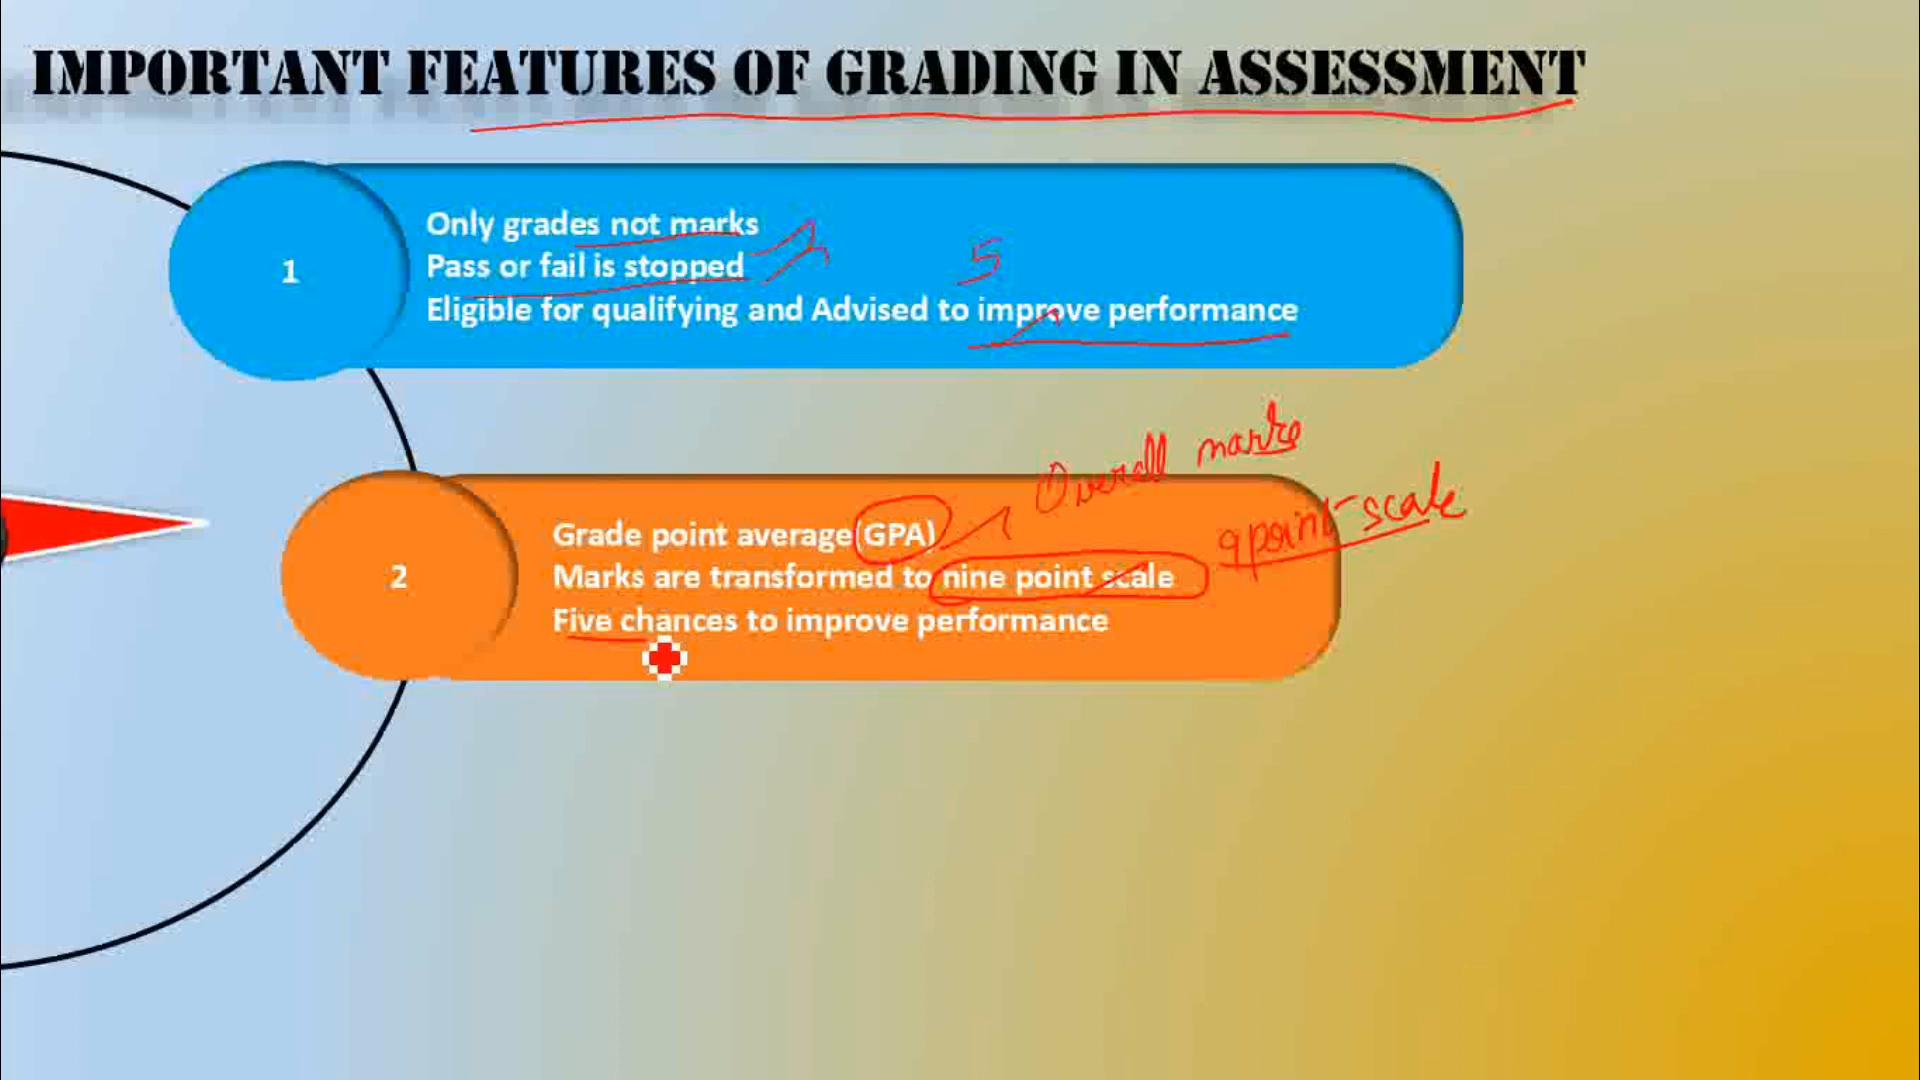 IMPORTANT FEATURES OF GRADING IN ASSESSMENT
1
Only grades not marks
Pass or fail is stopped
5
Eligible for qualifying and Advised to improve performance
Overall marks
9 point scale
2
Grade point average(GPA)
Marks are transformed to nine point scale
Five chances to improve performance